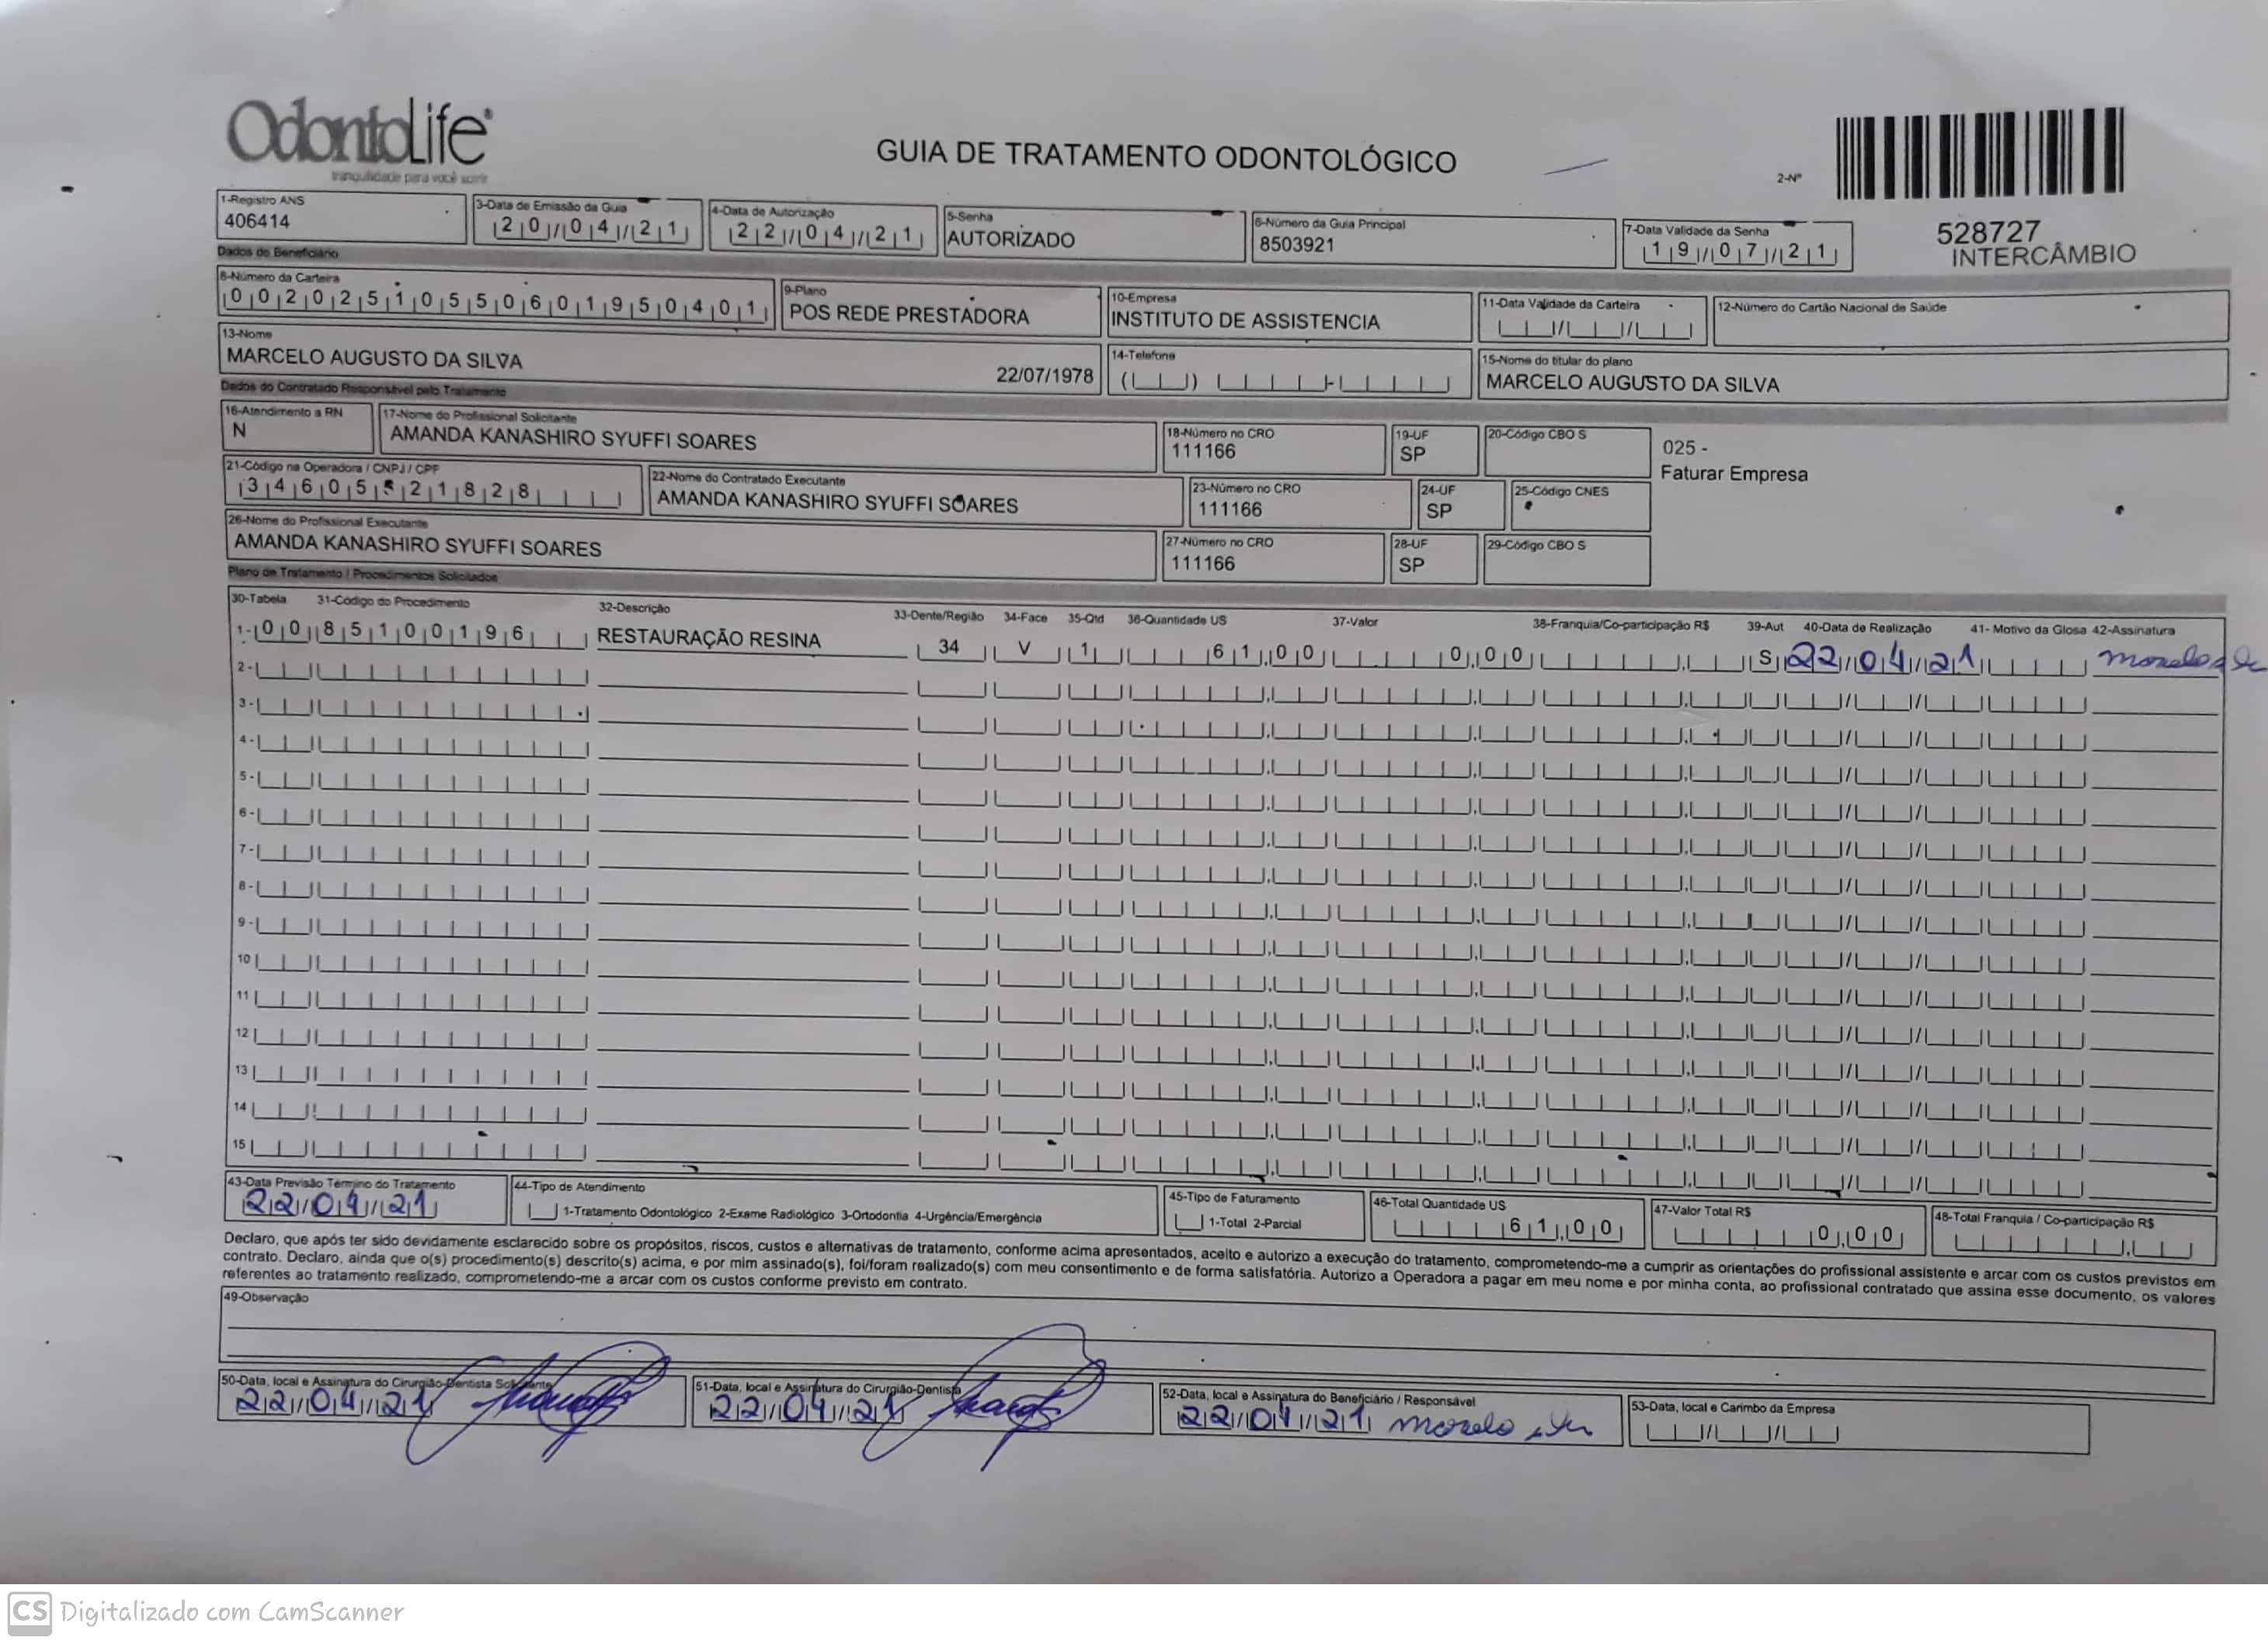 OdontoLife®
tranquilidade para você sorrir
GUIA DE TRATAMENTO ODONTOLÓGICO
2-Nº
528727
INTERCÂMBIO
1-Registro ANS
406414
3-Data de Emissão da Guia
20/04/21
4-Data de Autorização
22/04/21
5-Senha
AUTORIZADO
6-Número da Guia Principal
8503921
7-Data Validade da Senha
19/07/21
Dados do Beneficiário
8-Número da Carteira
00202510550601950401
9-Plano
POS REDE PRESTADORA
10-Empresa
INSTITUTO DE ASSISTENCIA
11-Data Validade da Carteira
12-Número do Cartão Nacional de Saúde
13-Nome
MARCELO AUGUSTO DA SILVA
22/07/1978
14-Telefone
15-Nome do titular do plano
MARCELO AUGUSTO DA SILVA
Dados do Contratado Responsável pelo Tratamento
16-Atendimento a RN
N
17-Nome do Profissional Solicitante
AMANDA KANASHIRO SYUFFI SOARES
18-Número no CRO
111166
19-UF
SP
20-Código CBO S
025 -
Faturar Empresa
21-Código na Operadora / CNPJ / CPF
34605521828
22-Nome do Contratado Executante
AMANDA KANASHIRO SYUFFI SOARES
23-Número no CRO
111166
24-UF
SP
25-Código CNES
26-Nome do Profissional Executante
AMANDA KANASHIRO SYUFFI SOARES
27-Número no CRO
111166
28-UF
SP
29-Código CBO S
Plano de Tratamento / Procedimentos Solicitados
30-Tabela 31-Código do Procedimento 32-Descrição 33-Dente/Região 34-Face 35-Qtd 36-Quantidade US 37-Valor 38-Franquia/Co-participação R$ 39-Aut 40-Data de Realização 41- Motivo da Glosa 42-Assinatura
1- 00 85100196 RESTAURAÇÃO RESINA 34 V 1 61,00 0,00 S 22/04/21
2-
3-
4-
5-
6-
7-
8-
9-
10
11
12
13
14
15
43-Data Previsão Término do Tratamento
22/04/21
44-Tipo de Atendimento
1-Tratamento Odontológico 2-Exame Radiológico 3-Ortodontia 4-Urgência/Emergência
45-Tipo de Faturamento
1-Total 2-Parcial
46-Total Quantidade US
61,00
47-Valor Total R$
0,00
48-Total Franquia / Co-participação R$
Declaro, que após ter sido devidamente esclarecido sobre os propósitos, riscos, custos e alternativas de tratamento, conforme acima apresentados, aceito e autorizo a execução do tratamento, comprometendo-me a cumprir as orientações do profissional assistente e arcar com os custos previstos em
contrato. Declaro, ainda que o(s) procedimento(s) descrito(s) acima, e por mim assinado(s), foi/foram realizado(s) com meu consentimento e de forma satisfatória. Autorizo a Operadora a pagar em meu nome e por minha conta, ao profissional contratado que assina esse documento, os valores
referentes ao tratamento realizado, comprometendo-me a arcar com os custos conforme previsto em contrato.
49-Observação
50-Data, local e Assinatura do Cirurgião-Dentista Solicitante
22/04/21
51-Data, local e Assinatura do Cirurgião-Dentista
22/04/21
52-Data, local e Assinatura do Beneficiário / Responsável
22/04/21
53-Data, local e Carimbo da Empresa
CS Digitalizado com CamScanner